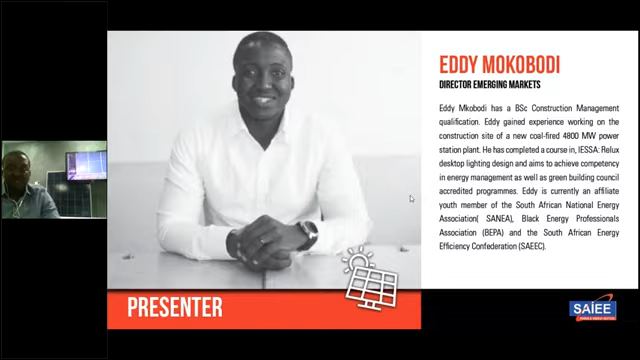 EDDY MOKOBODI
DIRECTOR EMERGING MARKETS
Eddy Mkobodi has a BSc Construction Management
qualification. Eddy gained experience working on the
construction site of a new coal-fired 4800 MW power
station plant. He has completed a course in, IESSA: Relux
desktop lighting design and aims to achieve competency
in energy management as well as green building council
accredited programmes. Eddy is currently an affiliate
youth member of the South African National Energy
Association( SANEA), Black Energy Professionals
Association (BEPA) and the South African Energy
Efficiency Confederation (SAEEC).
PRESENTER
SAIEE